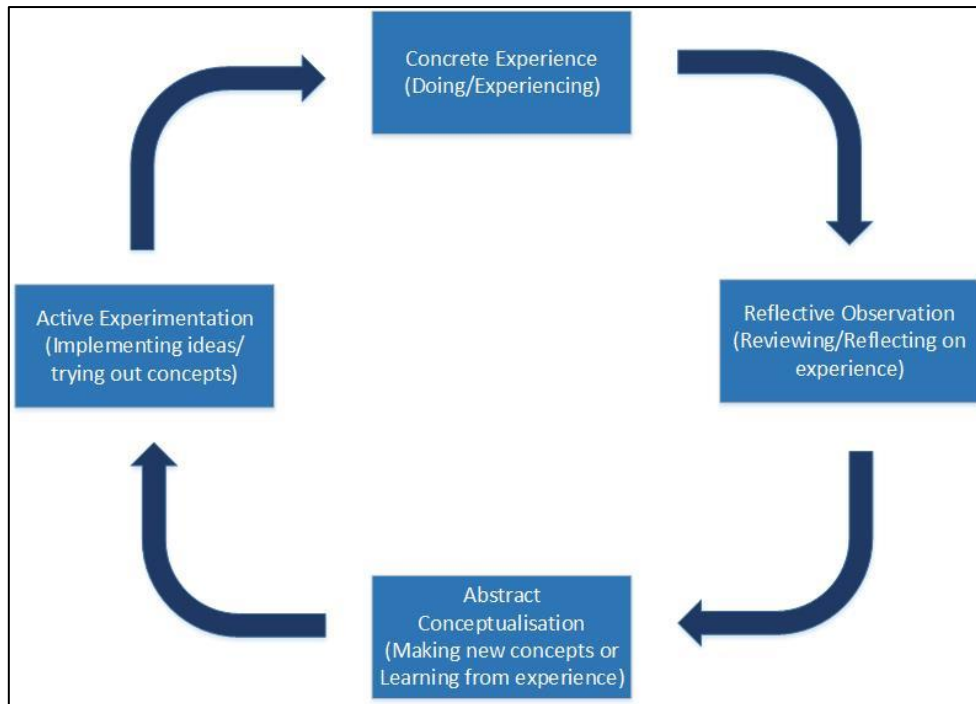 Concrete Experience
(Doing/Experiencing)
Reflective Observation
(Reviewing/Reflecting on
experience)
Abstract
Conceptualisation
(Making new concepts or
Learning from experience)
Active Experimentation
(Implementing ideas/
trying out concepts)